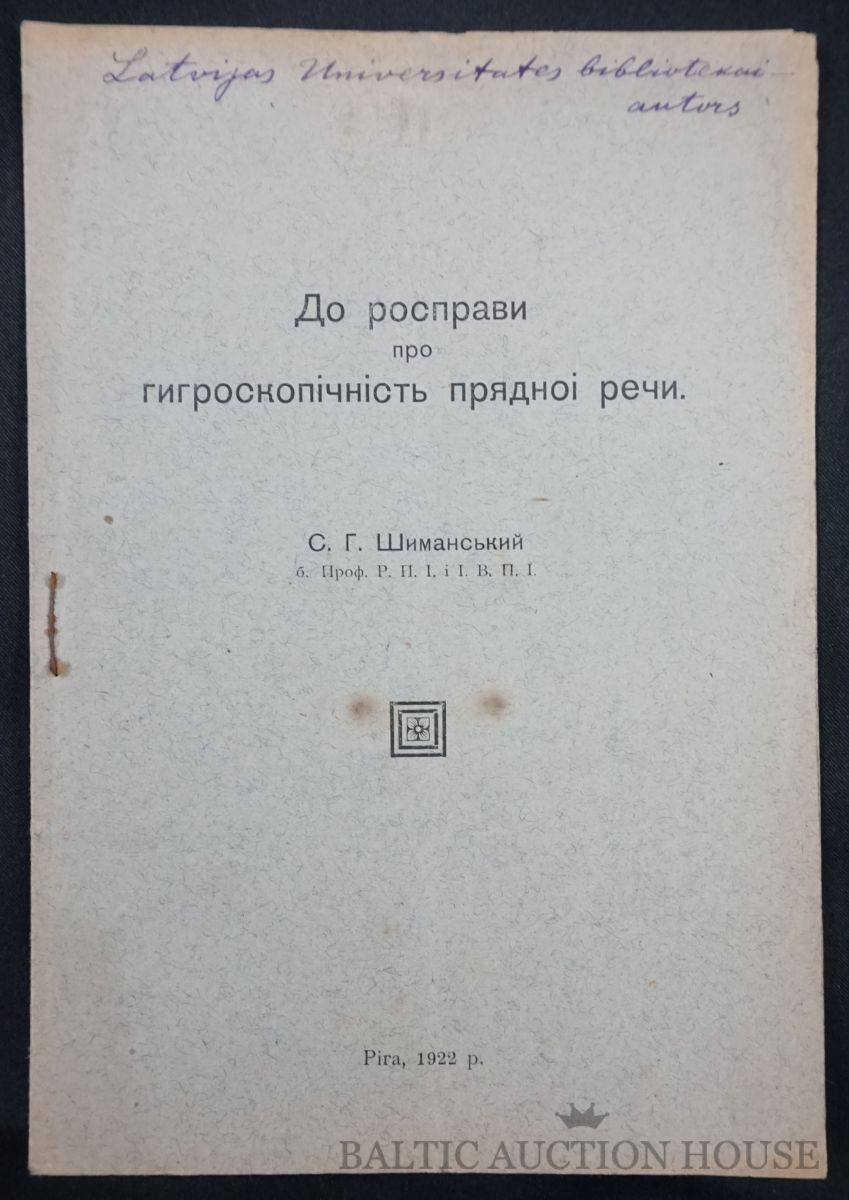 Latvijas Universitates bibliotekai —
autors
До росправи
про
гигроскопічність прядноі речи.
С. Г. Шиманський
б. Проф. Р. П. І. і І. В. П. І.
Ріга, 1922 р.
BALTIC AUCTION HOUSE